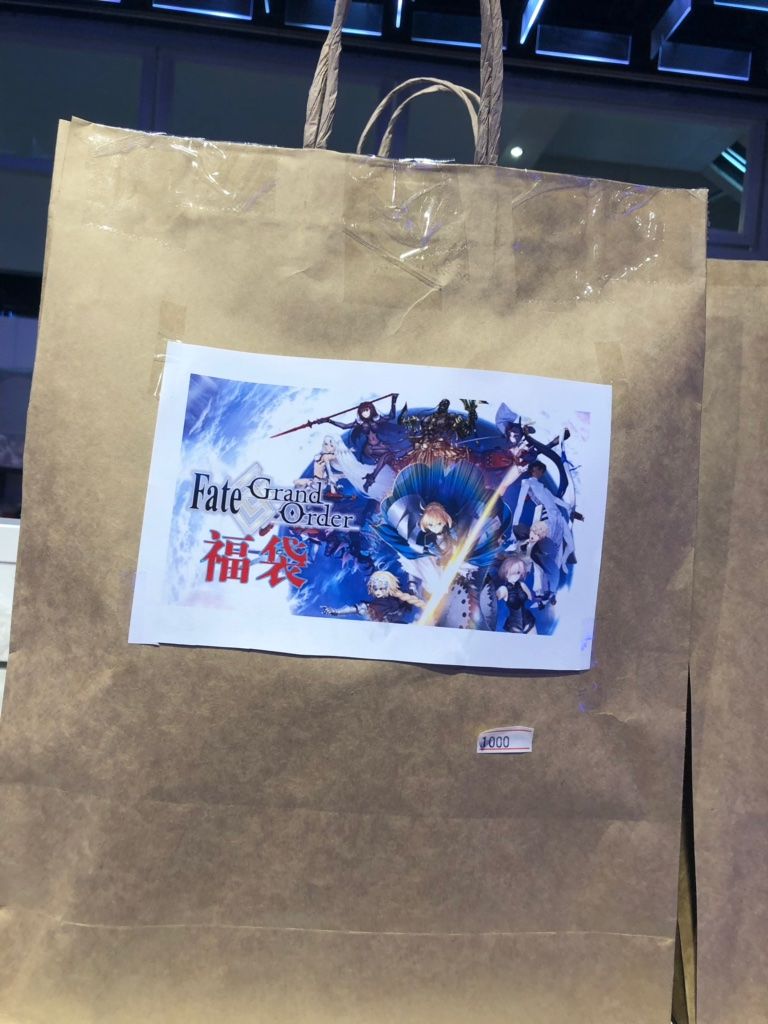 Fate
Grand
Order
福袋
1000